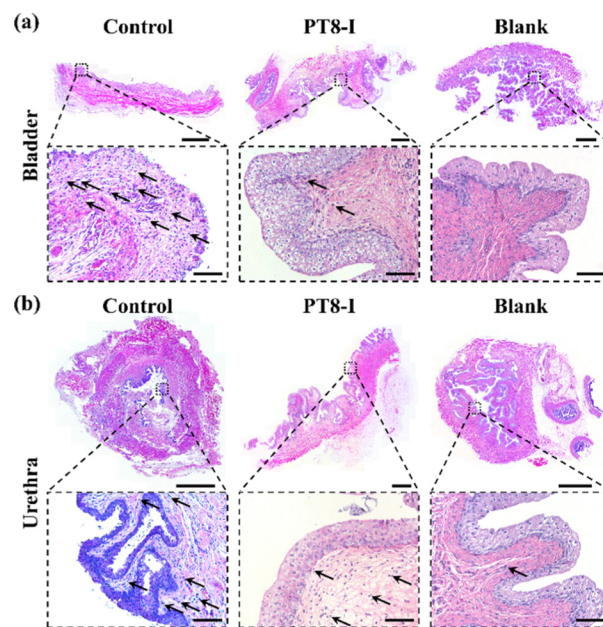 (a)
Control PT8-I Blank
Bladder
(b)
Control PT8-I Blank
Urethra